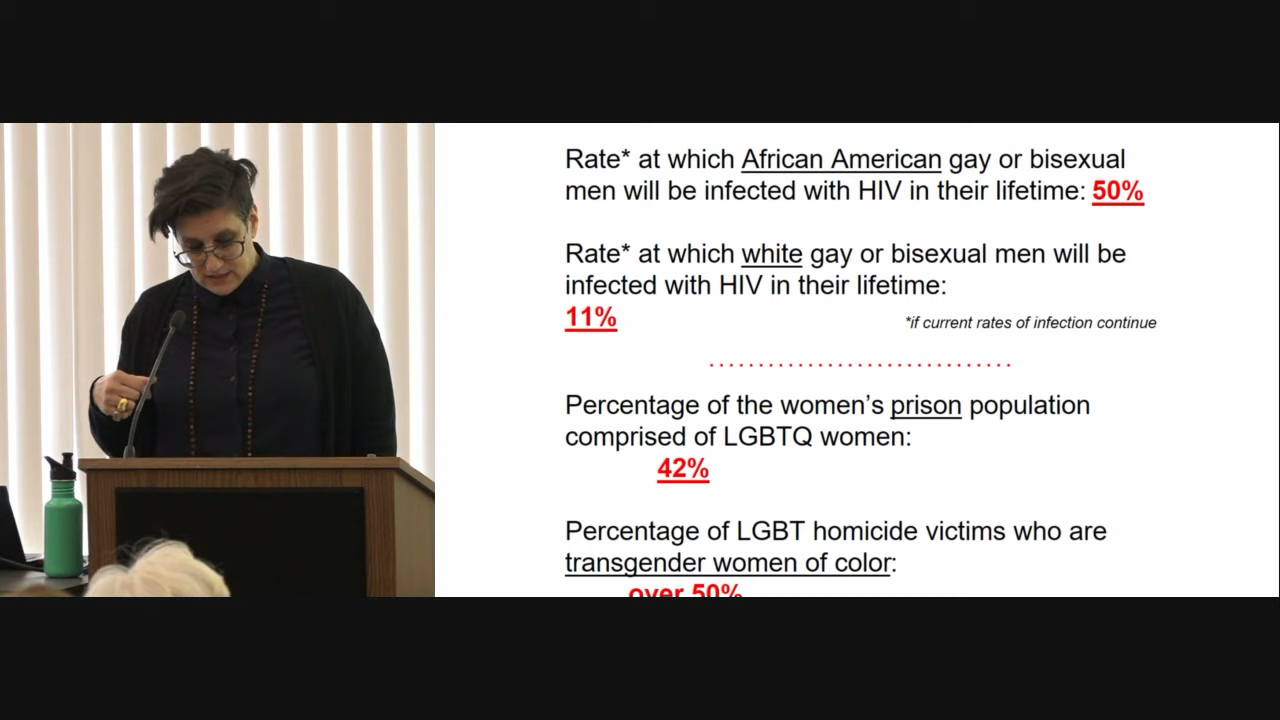 Rate* at which African American gay or bisexual
men will be infected with HIV in their lifetime: 50%
Rate* at which white gay or bisexual men will be
infected with HIV in their lifetime:
11%
*if current rates of infection continue
..............................
Percentage of the women’s prison population
comprised of LGBTQ women:
42%
Percentage of LGBT homicide victims who are
transgender women of color:
over 50%